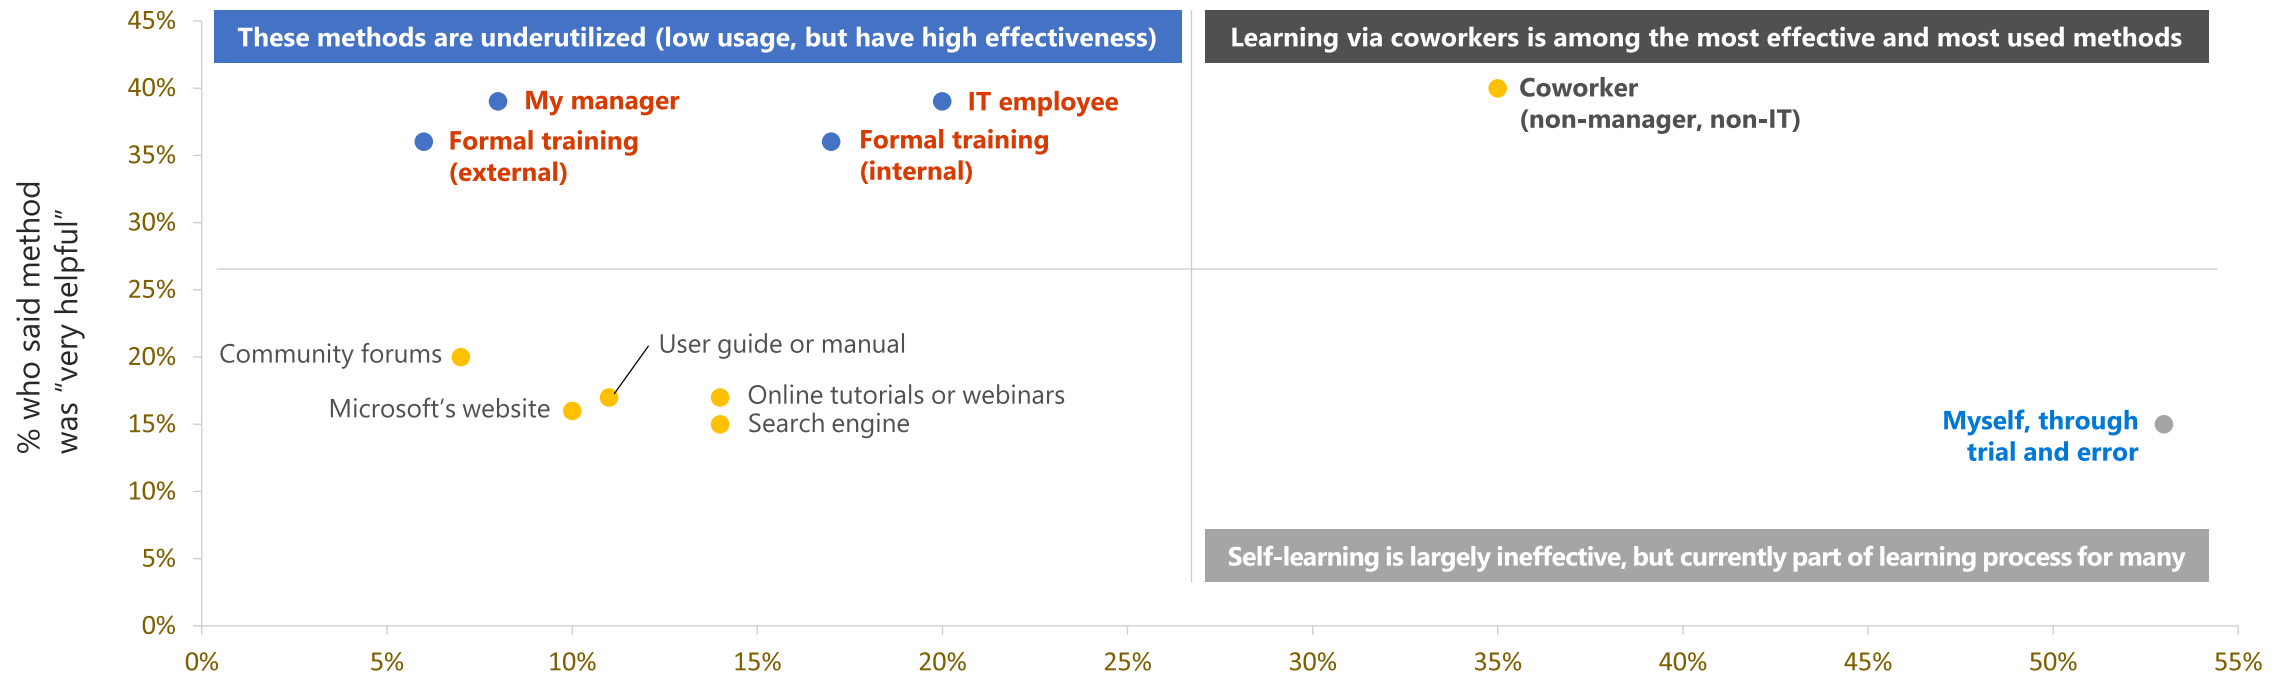 45%
These methods are underutilized (low usage, but have high effectiveness)
Learning via coworkers is among the most effective and most used methods
40%
My manager
IT employee
Coworker
(non-manager, non-IT)
35%
Formal training
(external)
Formal training
(internal)
30%
% who said method
was “very helpful”
25%
20%
Community forums
User guide or manual
Microsoft’s website
Online tutorials or webinars
15%
Search engine
Myself, through
trial and error
10%
5%
Self-learning is largely ineffective, but currently part of learning process for many
0%
0% 5% 10% 15% 20% 25% 30% 35% 40% 45% 50% 55%